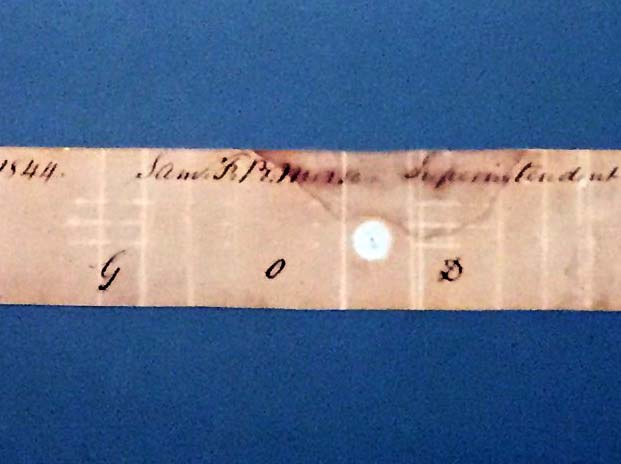 1844. Sam. F. B. Morse. Superintendent
G O D